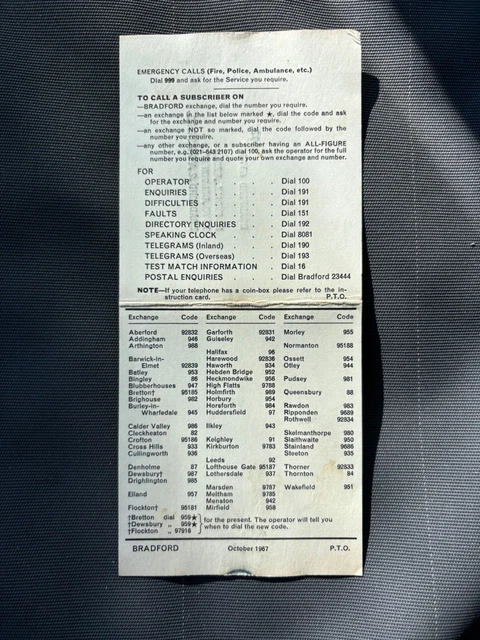 EMERGENCY CALLS (Fire, Police, Ambulance, etc.)
Dial 999 and ask for the Service you require.
TO CALL A SUBSCRIBER ON
—BRADFORD exchange, dial the number you require.
—an exchange in the list below marked ★, dial the code and ask for the exchange and number you require.
—an exchange NOT so marked, dial the code followed by the number you require.
—any other exchange, or a subscriber having an ALL-FIGURE number, e.g. (021-643 2107) dial 100, ask the operator for the full number you require and quote your own exchange and number.
FOR
OPERATOR . . . Dial 100
ENQUIRIES . . . Dial 191
DIFFICULTIES . . . Dial 191
FAULTS . . . Dial 151
DIRECTORY ENQUIRIES . . Dial 192
SPEAKING CLOCK . . . Dial 8081
TELEGRAMS (Inland) . . Dial 190
TELEGRAMS (Overseas) . . Dial 193
TEST MATCH INFORMATION . Dial 16
POSTAL ENQUIRIES . . Dial Bradford 23444
NOTE—If your telephone has a coin-box please refer to the instruction card. P.T.O.
Exchange Code Exchange Code Exchange Code
Aberford 92832 Garforth 92831 Morley 955
Addingham 946 Guiseley 942
Arthington 988 Normanton 95188
Halifax 96
Barwick-in- Harewood 92836 Ossett 954
Elmet 92839 Haworth 934 Otley 944
Batley 953 Hebden Bridge 952
Bingley 86 Heckmondwike 956 Pudsey 981
Blubberhouses 947 High Flatts 9788
Bretton† 95185 Holmfirth 989 Queensbury 88
Brighouse 982 Horbury 954
Burley-in- Horsforth 984 Rawdon 983
Wharfedale 945 Huddersfield 97 Ripponden 9689
Rothwell 92834
Calder Valley 986 Ilkley 943
Cleckheaton 82 Skelmanthorpe 980
Crofton 95186 Keighley 91 Slaithwaite 950
Cross Hills 933 Kirkburton 9783 Stainland 9686
Cullingworth 936 Steeton 935
Leeds 92
Denholme 87 Lofthouse Gate 95187 Thorner 92833
Dewsbury† 987 Lothersdale 937 Thornton 84
Drighlington 985
Marsden 9787 Wakefield 951
Elland 957 Meltham 9785
Menston 942
Flockton† 95181 Mirfield 958
†Bretton dial 959★
†Dewsbury „ 959★
†Flockton „ 97916
for the present. The operator will tell you when to dial the new code.
BRADFORD October 1967 P.T.O.